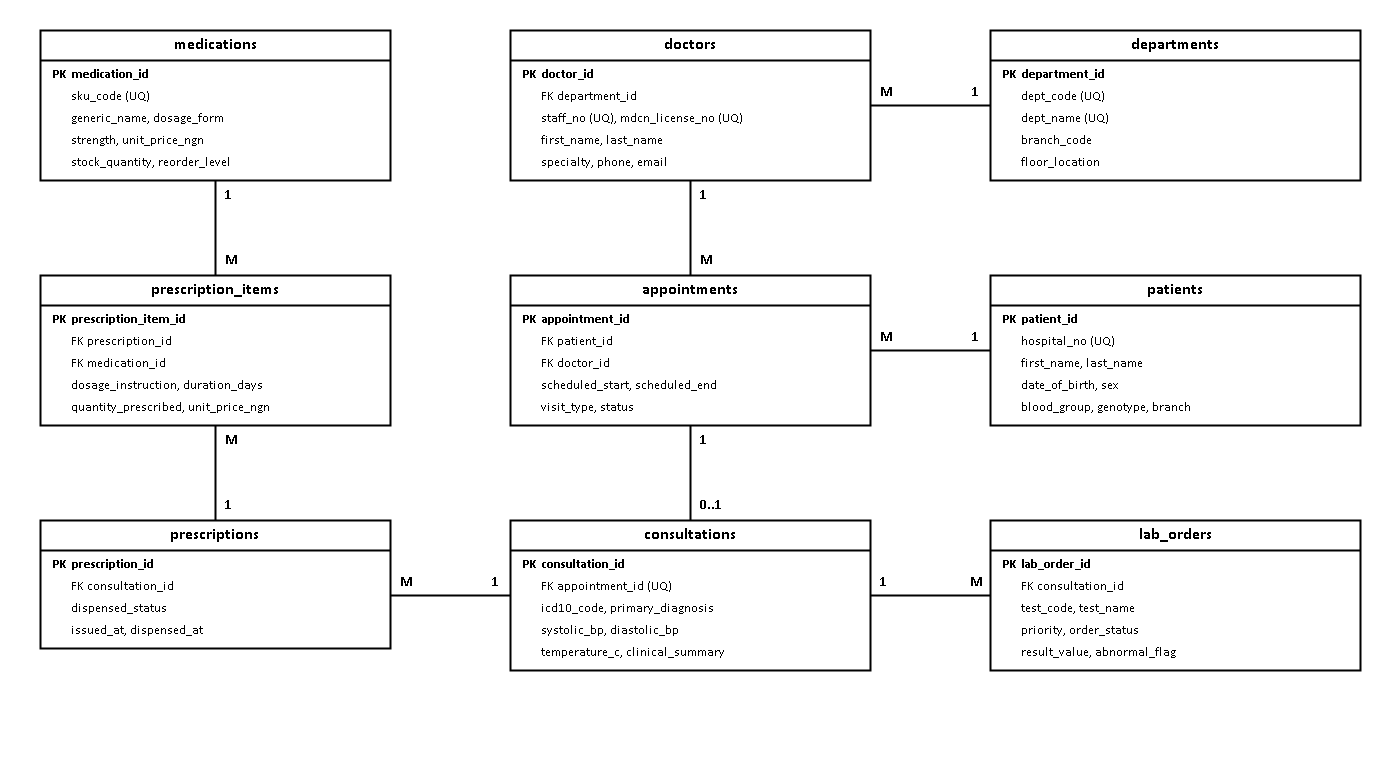 medications
PK medication_id
sku_code (UQ)
generic_name, dosage_form
strength, unit_price_ngn
stock_quantity, reorder_level
doctors
PK doctor_id
FK department_id
staff_no (UQ), mdcn_license_no (UQ)
first_name, last_name
specialty, phone, email
M
1
departments
PK department_id
dept_code (UQ)
dept_name (UQ)
branch_code
floor_location
1
M
1
M
prescription_items
PK prescription_item_id
FK prescription_id
FK medication_id
dosage_instruction, duration_days
quantity_prescribed, unit_price_ngn
appointments
PK appointment_id
FK patient_id
FK doctor_id
scheduled_start, scheduled_end
visit_type, status
M
1
patients
PK patient_id
hospital_no (UQ)
first_name, last_name
date_of_birth, sex
blood_group, genotype, branch
M
1
1
0..1
prescriptions
PK prescription_id
FK consultation_id
dispensed_status
issued_at, dispensed_at
M
1
consultations
PK consultation_id
FK appointment_id (UQ)
icd10_code, primary_diagnosis
systolic_bp, diastolic_bp
temperature_c, clinical_summary
1
M
lab_orders
PK lab_order_id
FK consultation_id
test_code, test_name
priority, order_status
result_value, abnormal_flag